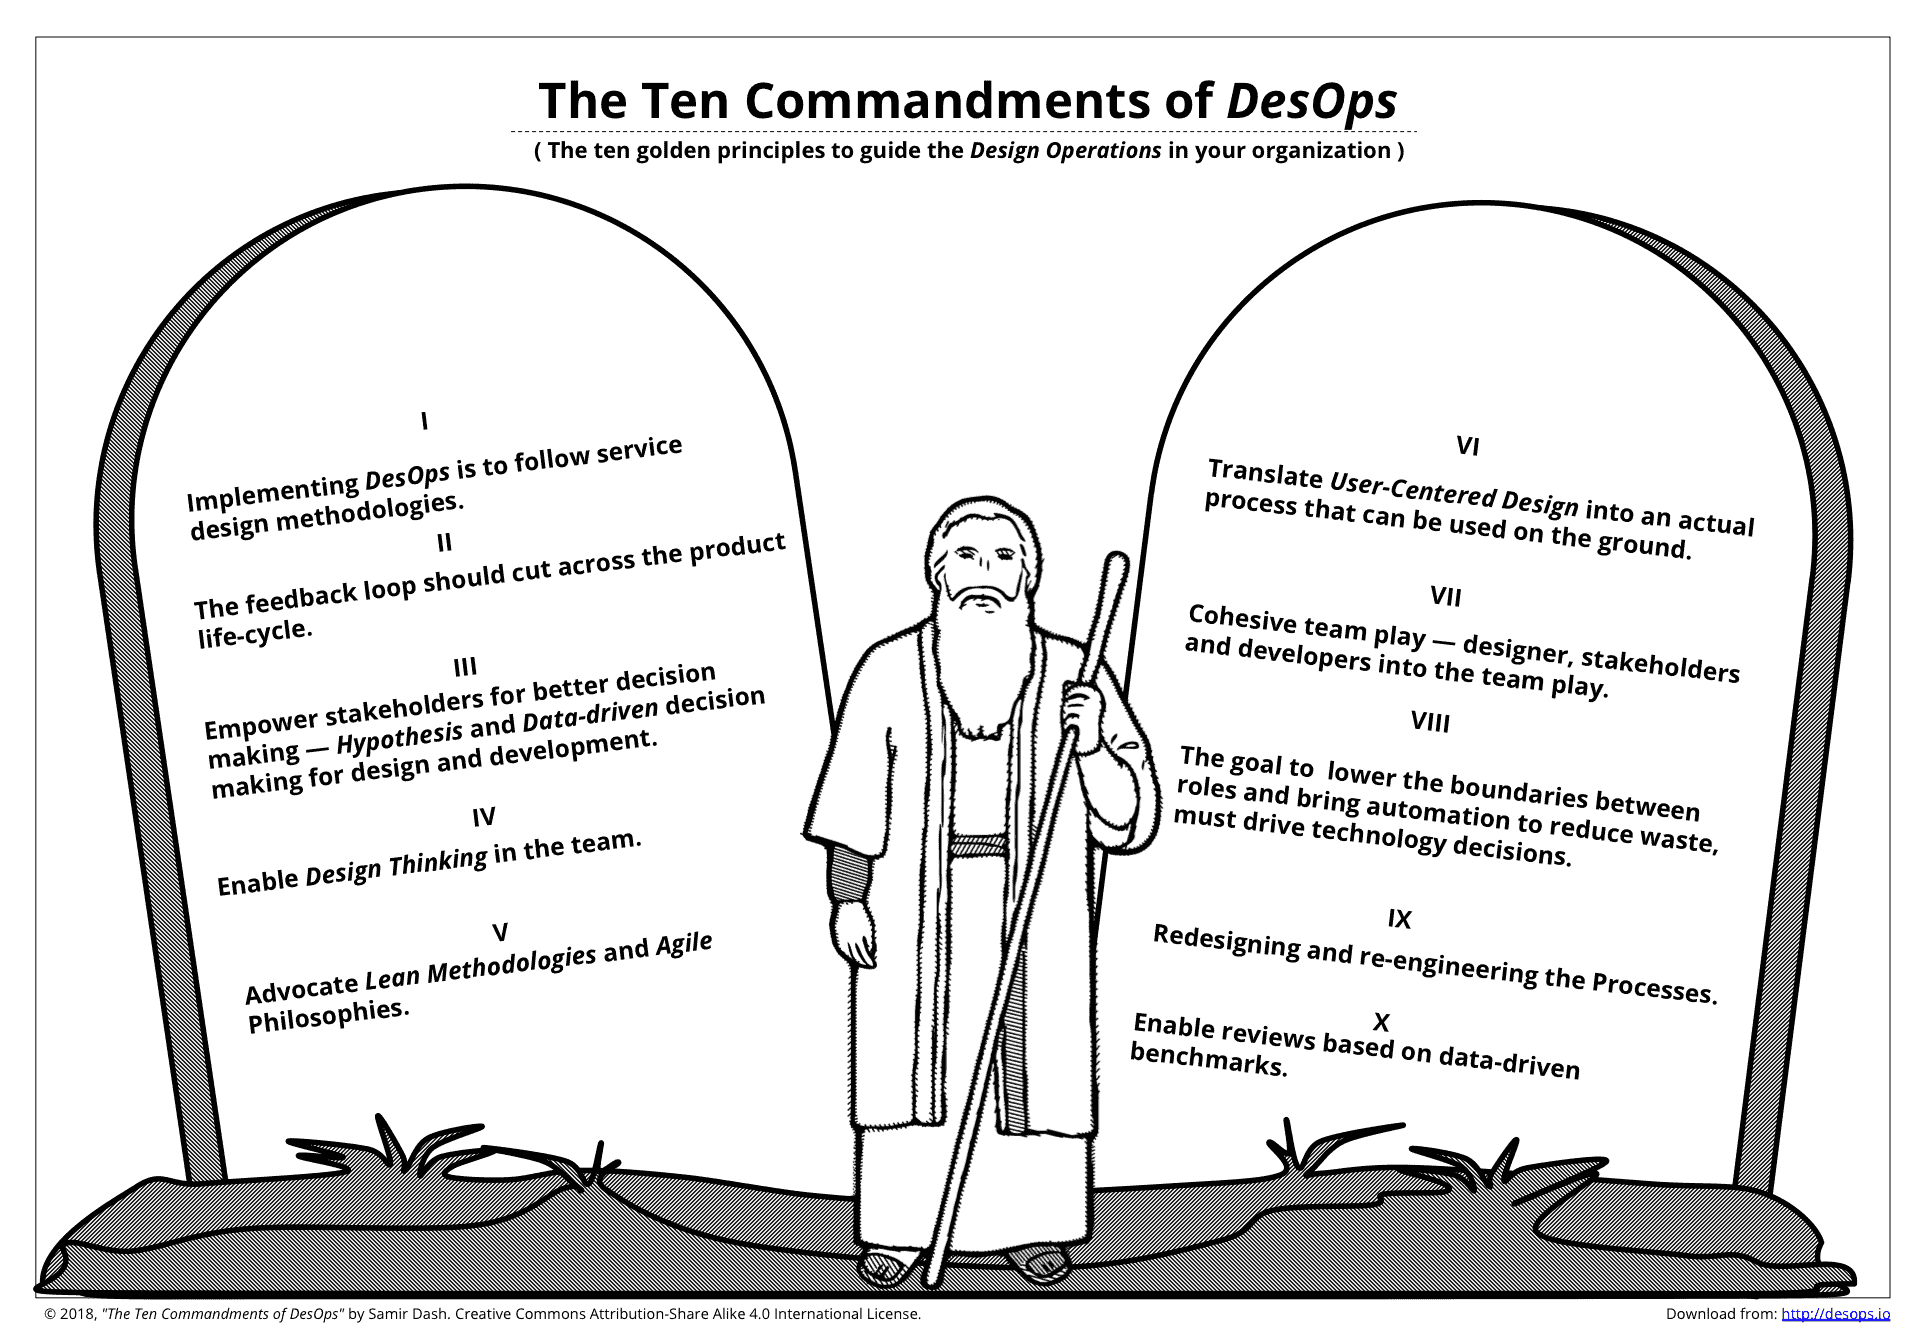 The Ten Commandments of DesOps
( The ten golden principles to guide the Design Operations in your organization )
I
Implementing DesOps is to follow service
design methodologies.
II
The feedback loop should cut across the product
life-cycle.
III
Empower stakeholders for better decision
making — Hypothesis and Data-driven decision
making for design and development.
IV
Enable Design Thinking in the team.
V
Advocate Lean Methodologies and Agile
Philosophies.
VI
Translate User-Centered Design into an actual
process that can be used on the ground.
VII
Cohesive team play — designer, stakeholders
and developers into the team play.
VIII
The goal to  lower the boundaries between
roles and bring automation to reduce waste,
must drive technology decisions.
IX
Redesigning and re-engineering the Processes.
X
Enable reviews based on data-driven
benchmarks.
© 2018, "The Ten Commandments of DesOps" by Samir Dash. Creative Commons Attribution-Share Alike 4.0 International License.
Download from: http://desops.io